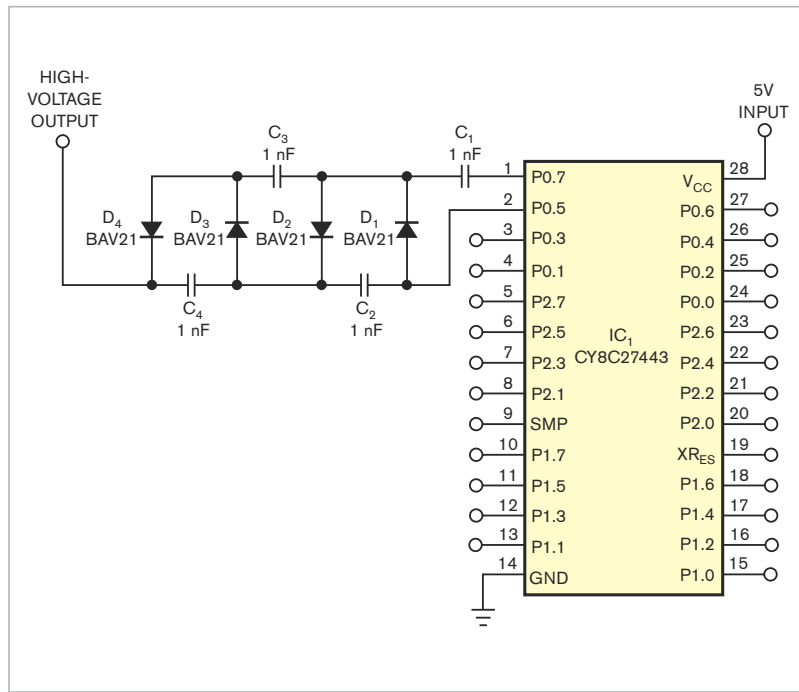 HIGH-
VOLTAGE
OUTPUT
5V
INPUT
C3
1 nF
C1
1 nF
D4
BAV21
D3
BAV21
D2
BAV21
D1
BAV21
C4
1 nF
C2
1 nF
IC1
CY8C27443
1 P0.7
2 P0.5
3 P0.3
4 P0.1
5 P2.7
6 P2.5
7 P2.3
8 P2.1
9 SMP
10 P1.7
11 P1.5
12 P1.3
13 P1.1
14 GND
VCC 28
P0.6 27
P0.4 26
P0.2 25
P0.0 24
P2.6 23
P2.4 22
P2.2 21
P2.0 20
XRES 19
P1.6 18
P1.4 17
P1.2 16
P1.0 15